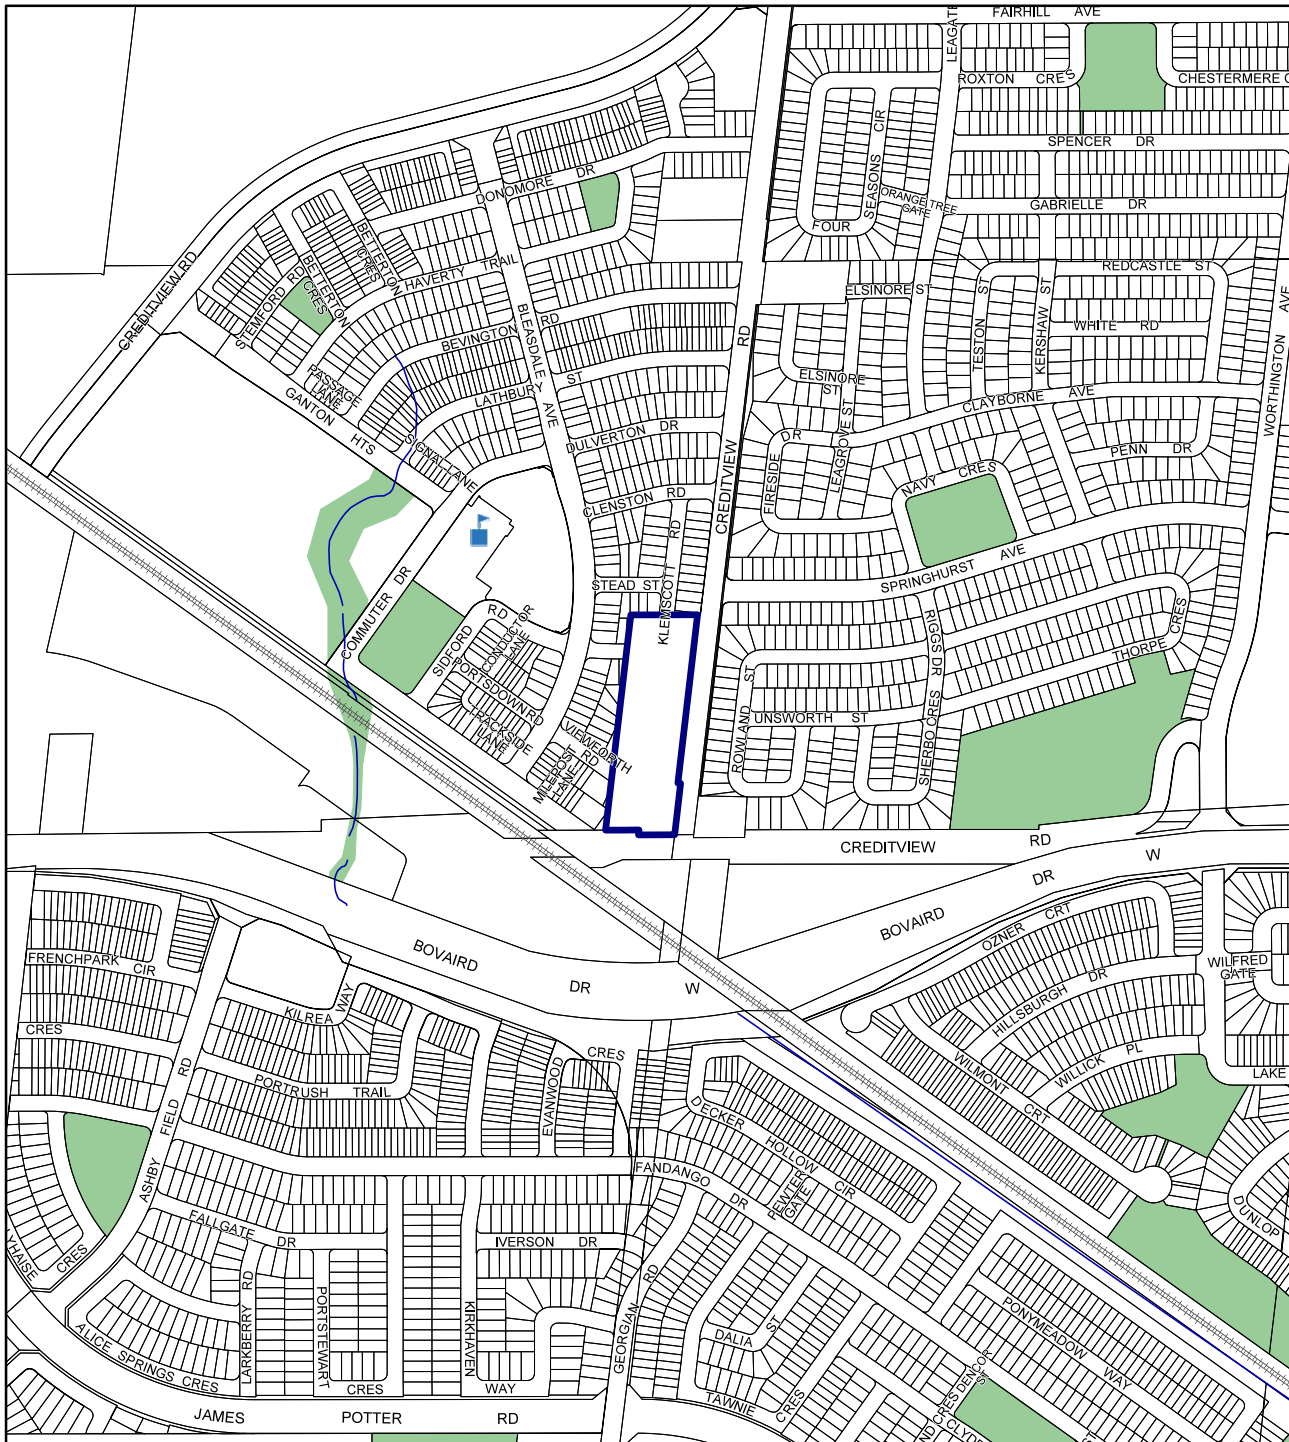 FAIRHILL AVE
LEAGATE
ROXTON CRES
CHESTERMERE C
SPENCER DR
SEASONS CIR
FOUR
ORANGE TREE
GATE
GABRIELLE DR
DONOMORE DR
BETTERTON
CRES
BETTERTON
CRES
HAVERTY TRAIL
STEMFORD RD
CREDITVIEW RD
BLEASDALE AVE
BEVINGTON RD
LATHBURY ST
DULVERTON DR
CLENSTON RD
PASSAGE
LANE
GANTON HTS
SIGNAL LANE
CREDITVIEW RD
ELSINORE ST
ELSINORE
ST
TESTON ST
KERSHAW ST
REDCASTLE ST
WHITE RD
WORTHINGTON AVE
CLAYBORNE AVE
LEAGROVE ST
FIRESIDE DR
PENN DR
NAVY CRES
SPRINGHURST AVE
STEAD ST
KLEMSCOTT RD
COMMUTER DR
SIDFORD RD
CONDUCTOR
LANE
PORTSDOWN RD
TRACKSIDE
LANE
VIEWFORTH
RD
MILEPOST
LANE
RIGGS DR
THORPE CRES
ROWLAND ST
UNSWORTH ST
SHERBO CRES
CREDITVIEW RD
BOVAIRD DR W
BOVAIRD DR W
OZNER CRT
WILFRED
GATE
HILLSBURGH DR
WILLICK PL
WILMONT CRT
LAKE
DUNLOP
FRENCHPARK CIR
CRES
KILREA WAY
PORTRUSH TRAIL
ASHBY FIELD RD
EVANWOOD CRES
DECKER HOLLOW CIR
FANDANGO DR
PEWTER
GATE
FALLGATE DR
IVERSON DR
LARKBERRY RD
PORTSTEWART CRES
KIRKHAVEN WAY
GEORGIAN RD
DALIA ST
TAWNIE CRES
PONYMEADOW WAY
DENCOR
ST
CRES
CLYDE
YHAISE CRES
ALICE SPRINGS CRES
JAMES POTTER RD